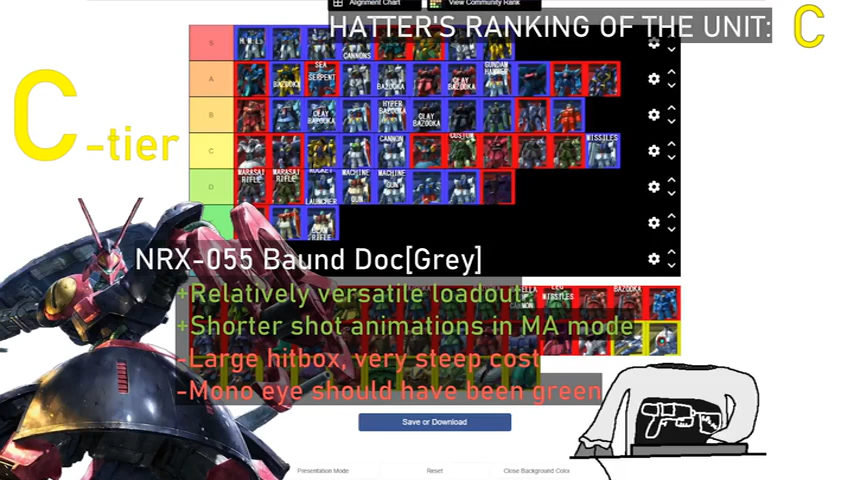 Alignment Chart
View Community Rank
HATTER'S RANKING OF THE UNIT: C
S
CANNONS
A
BAZOOKA
SEA SERPENT
BAZOOKA
CLAY BAZOOKA
GUNDAM HAMMER
B
CLAY BAZOOKA
HYPER BAZOOKA
CLAY BAZOOKA
C
CANNON
CUSTOM
MISSILES
C-tier
D
MARASAI RIFLE
MARASAI RIFLE
ROCKET LAUNCHER
MACHINE GUN
MACHINE GUN
BEAM RIFLE
NRX-055 Baund Doc[Grey]
+Relatively versatile loadout
+Shorter shot animations in MA mode
-Large hitbox, very steep cost
-Mono eye should have been green
MISSILES
BAZOOKA
Save or Download
Presentation Mode
Reset
Close Background Color